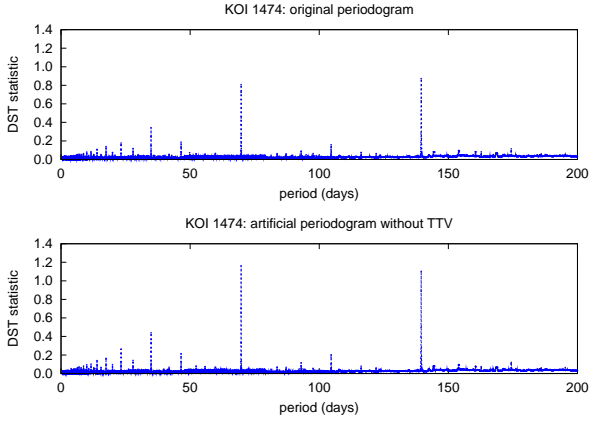 KOI 1474: original periodogram
1.4
1.2
1.0
0.8
0.6
0.4
0.2
0.0
DST statistic
0 50 100 150 200
period (days)
KOI 1474: artificial periodogram without TTV
1.4
1.2
1.0
0.8
0.6
0.4
0.2
0.0
DST statistic
0 50 100 150 200
period (days)